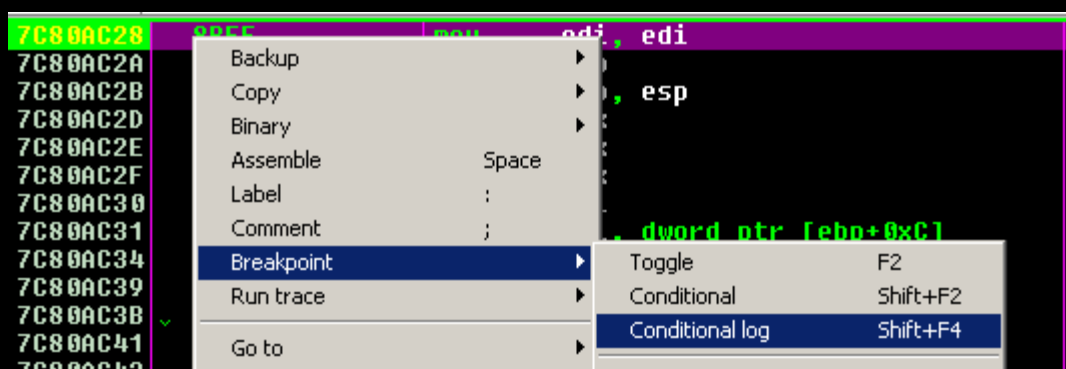 7C80AC28 8BFF mov edi, edi
7C80AC2A
7C80AC2B , esp
7C80AC2D
7C80AC2E
7C80AC2F
7C80AC30
7C80AC31 , dword ptr [ebp+0xC]
7C80AC34
7C80AC39
7C80AC3B
7C80AC41
Backup
Copy
Binary
Assemble Space
Label :
Comment ;
Breakpoint
Run trace
Go to
Toggle F2
Conditional Shift+F2
Conditional log Shift+F4